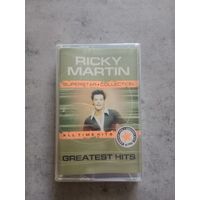 RICKY
MARTIN
SUPERSTAR COLLECTION
ALL TIME HITS
GREATEST HITS